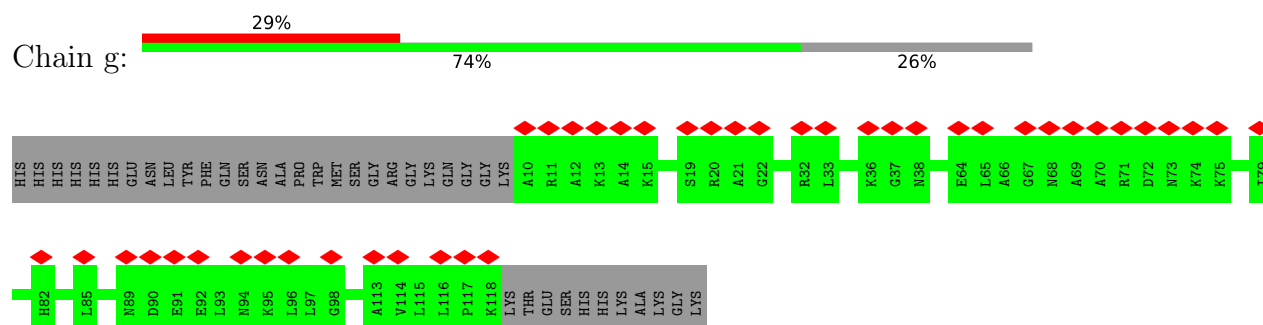 29%
Chain g:
74% 26%
HIS HIS HIS HIS HIS HIS GLU ASN LEU TYR PHE GLN SER ASN ALA PRO TRP MET SER GLY ARG GLY LYS GLN GLY GLY LYS A10 R11 A12 K13 A14 K15 S19 R20 A21 G22 R32 L33 K36 G37 N38 E64 L65 A66 G67 N68 A69 A70 R71 D72 N73 K74 K75 I79
H82 L85 N89 D90 E91 E92 L93 N94 K95 L96 L97 G98 A113 V114 L115 L116 P117 K118 LYS THR GLU SER HIS HIS LYS ALA LYS GLY LYS